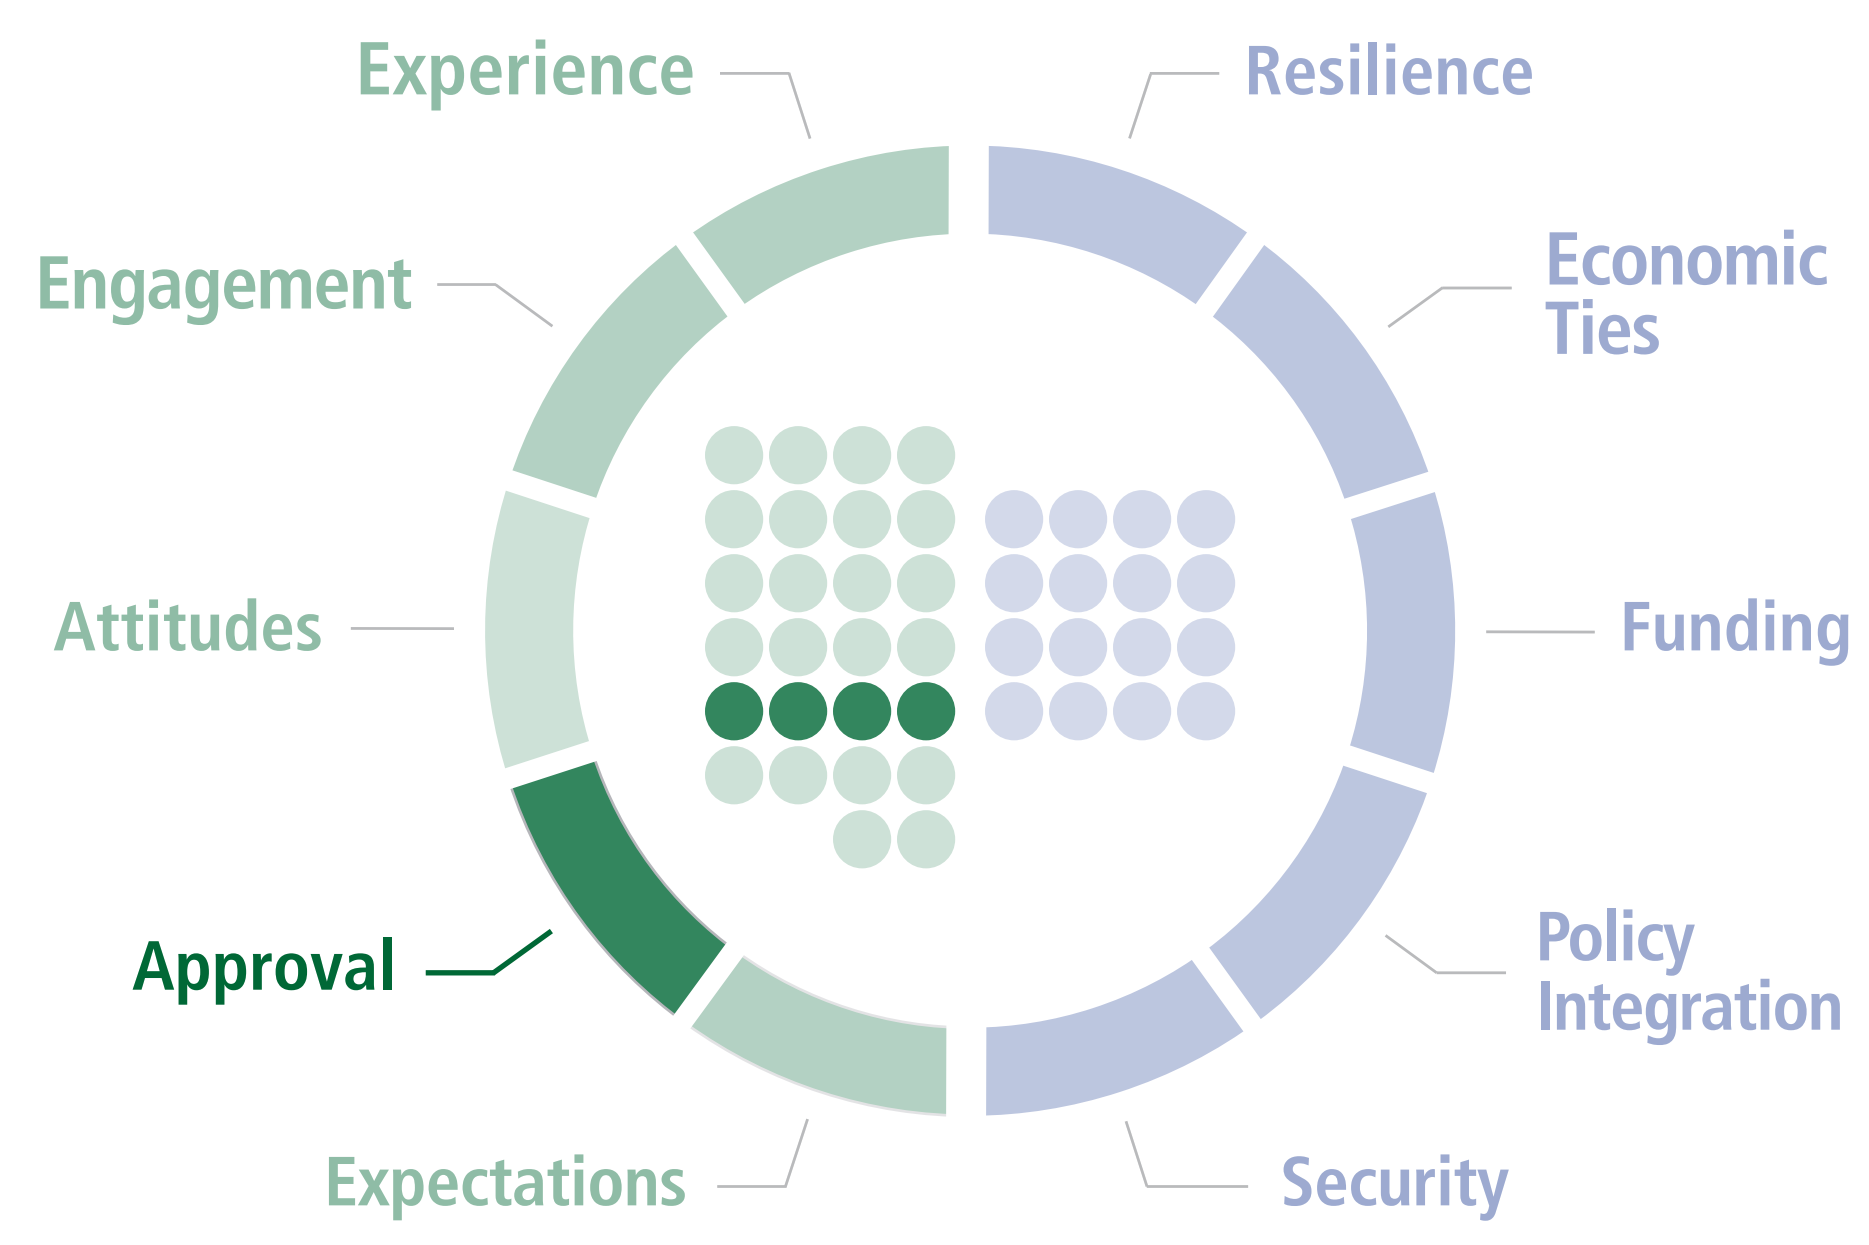 Experience
Resilience
Engagement
Economic
Ties
Attitudes
Funding
Approval
Policy
Integration
Expectations
Security